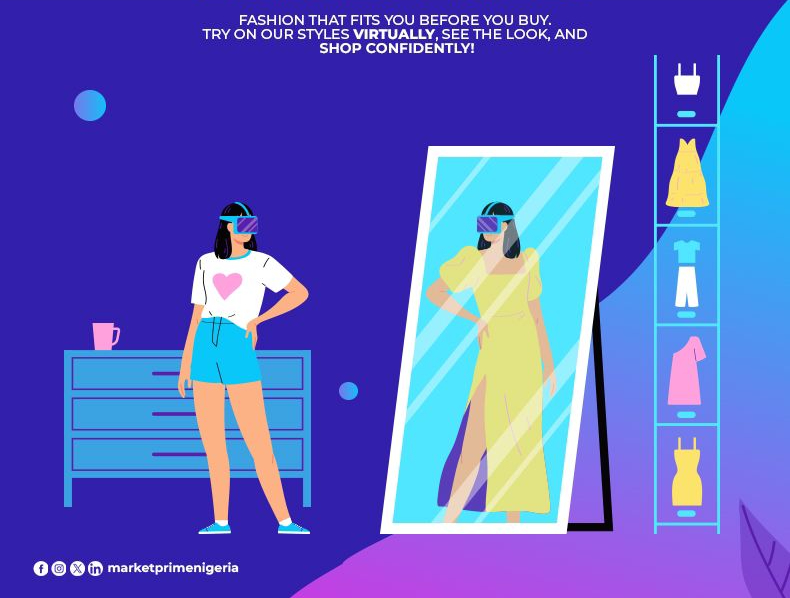 FASHION THAT FITS YOU BEFORE YOU BUY.
TRY ON OUR STYLES VIRTUALLY, SEE THE LOOK, AND
SHOP CONFIDENTLY!
marketprimenigeria